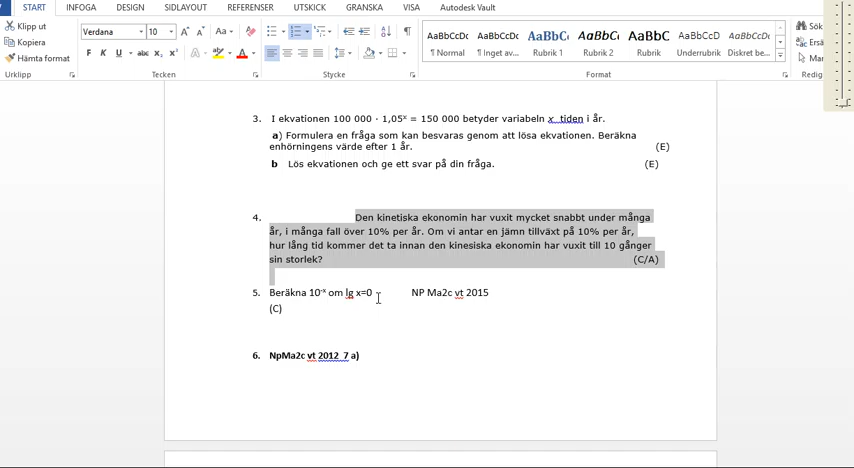 START INFOGA DESIGN SIDLAYOUT REFERENSER UTSKICK GRANSKA VISA Autodesk Vault
Klipp ut
Kopiera
Hämta format
Verdana 10 Aa
F K U abc x₂ x² A A
AaBbCcDc AaBbCcDc AaBbCc AaBbCc AaBbCc AaBbCcD AaBbCcD
¶ Normal ¶ Inget av... Rubrik 1 Rubrik 2 Rubrik Underrubrik Diskret be...
Sök
Ersä
Mar
Urklipp Tecken Stycke Format Redig
3. I ekvationen 100 000 · 1,05ˣ = 150 000 betyder variabeln x tiden i år.
a) Formulera en fråga som kan besvaras genom att lösa ekvationen. Beräkna
enhörningens värde efter 1 år. (E)
b Lös ekvationen och ge ett svar på din fråga. (E)
4. Den kinetiska ekonomin har vuxit mycket snabbt under många
år, i många fall över 10% per år. Om vi antar en jämn tillväxt på 10% per år,
hur lång tid kommer det ta innan den kinesiska ekonomin har vuxit till 10 gånger
sin storlek? (C/A)
5. Beräkna 10⁻ˣ om lg x=0 NP Ma2c vt 2015
(C)
6. NpMa2c vt 2012 7 a)